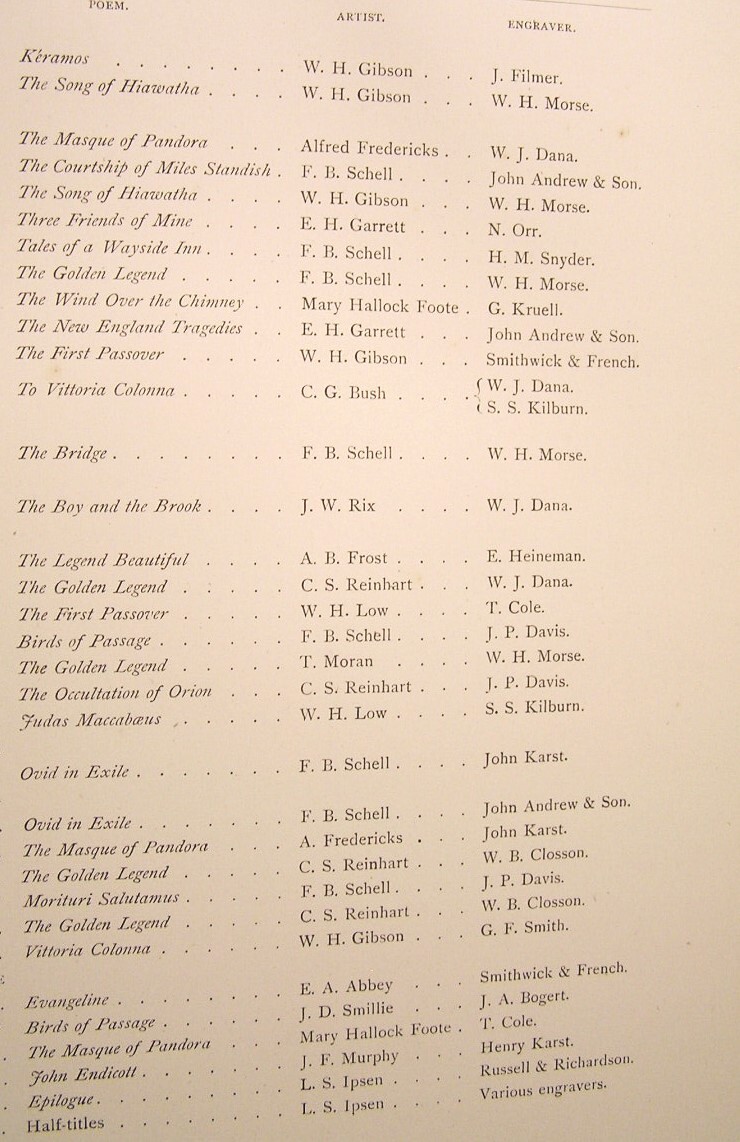 POEM. ARTIST. ENGRAVER.
Kéramos . . . . . . . . W. H. Gibson . . . J. Filmer.
The Song of Hiawatha . . . . W. H. Gibson . . . W. H. Morse.
The Masque of Pandora . . . Alfred Fredericks . . W. J. Dana.
The Courtship of Miles Standish . F. B. Schell . . . . John Andrew & Son.
The Song of Hiawatha . . . . W. H. Gibson . . . W. H. Morse.
Three Friends of Mine . . . . E. H. Garrett . . . N. Orr.
Tales of a Wayside Inn . . . . F. B. Schell . . . . H. M. Snyder.
The Golden Legend . . . . . F. B. Schell . . . . W. H. Morse.
The Wind Over the Chimney . . Mary Hallock Foote . G. Kruell.
The New England Tragedies . . E. H. Garrett . . . John Andrew & Son.
The First Passover . . . . . W. H. Gibson . . . Smithwick & French.
To Vittoria Colonna . . . . . C. G. Bush . . . . { W. J. Dana.
S. S. Kilburn.
The Bridge . . . . . . . . F. B. Schell . . . . W. H. Morse.
The Boy and the Brook . . . . J. W. Rix . . . . W. J. Dana.
The Legend Beautiful . . . . A. B. Frost . . . . E. Heineman.
The Golden Legend . . . . . C. S. Reinhart . . . W. J. Dana.
The First Passover . . . . . W. H. Low . . . . T. Cole.
Birds of Passage . . . . . . F. B. Schell . . . . J. P. Davis.
The Golden Legend . . . . . T. Moran . . . . W. H. Morse.
The Occultation of Orion . . . C. S. Reinhart . . . J. P. Davis.
Judas Maccabæus . . . . . W. H. Low . . . . S. S. Kilburn.
Ovid in Exile . . . . . . . F. B. Schell . . . . John Karst.
Ovid in Exile . . . . . . . F. B. Schell . . . . John Andrew & Son.
The Masque of Pandora . . . A. Fredericks . . . John Karst.
The Golden Legend . . . . . C. S. Reinhart . . . W. B. Closson.
Morituri Salutamus . . . . . F. B. Schell . . . . J. P. Davis.
The Golden Legend . . . . . C. S. Reinhart . . . W. B. Closson.
Vittoria Colonna . . . . . . W. H. Gibson . . . G. F. Smith.
Evangeline . . . . . . . . E. A. Abbey . . . Smithwick & French.
Birds of Passage . . . . . . J. D. Smillie . . . J. A. Bogert.
The Masque of Pandora . . . Mary Hallock Foote . T. Cole.
John Endicott . . . . . . . J. F. Murphy . . . Henry Karst.
Epilogue . . . . . . . . . L. S. Ipsen . . . . Russell & Richardson.
Half-titles . . . . . . . . L. S. Ipsen . . . . Various engravers.